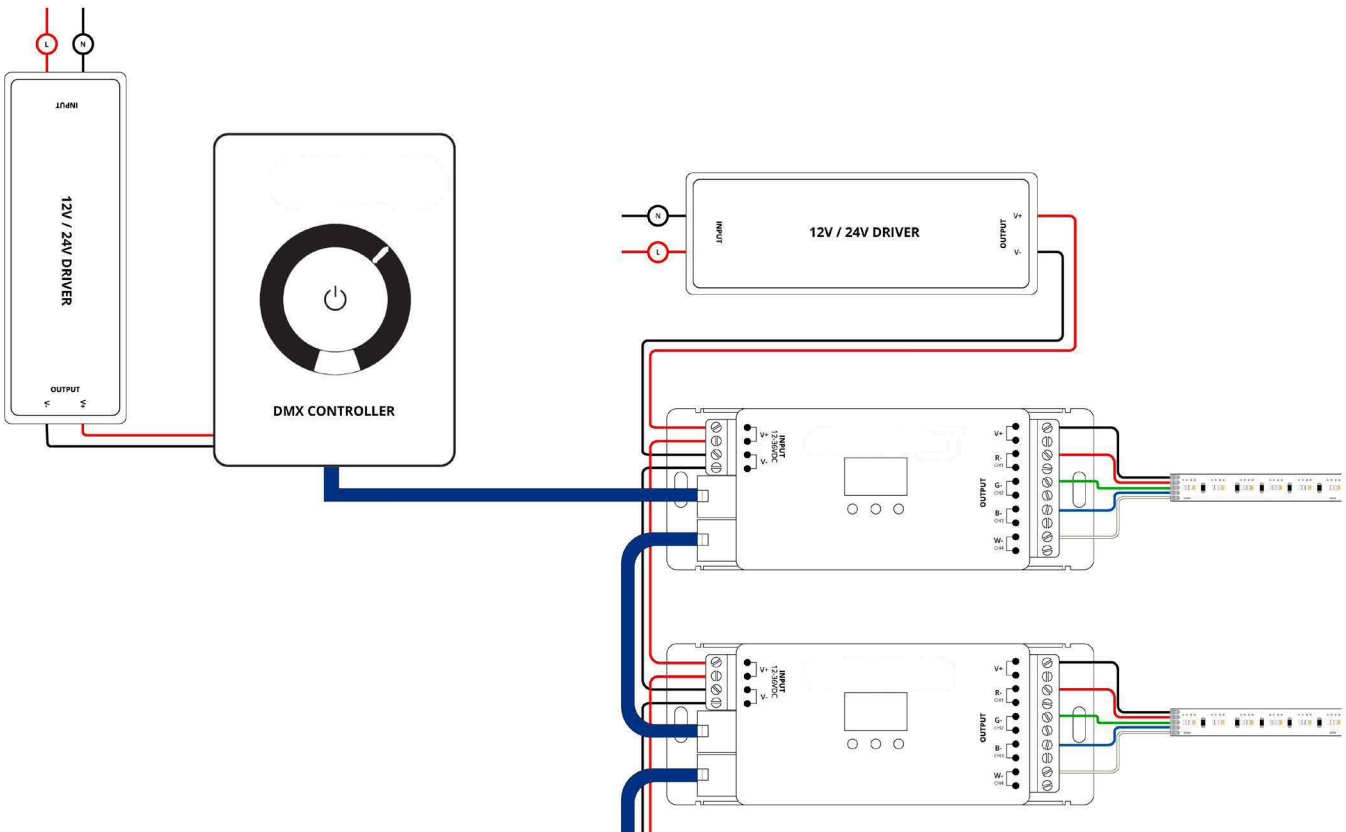 L
N
INPUT
12V / 24V DRIVER
OUTPUT
V-
V+
DMX CONTROLLER
N
L
INPUT
12V / 24V DRIVER
OUTPUT
V+
V-
V+
V-
INPUT
12-36VDC
OUTPUT
V+
R-
CH1
G-
CH2
B-
CH3
W-
CH4
V+
V-
INPUT
12-36VDC
OUTPUT
V+
R-
CH1
G-
CH2
B-
CH3
W-
CH4